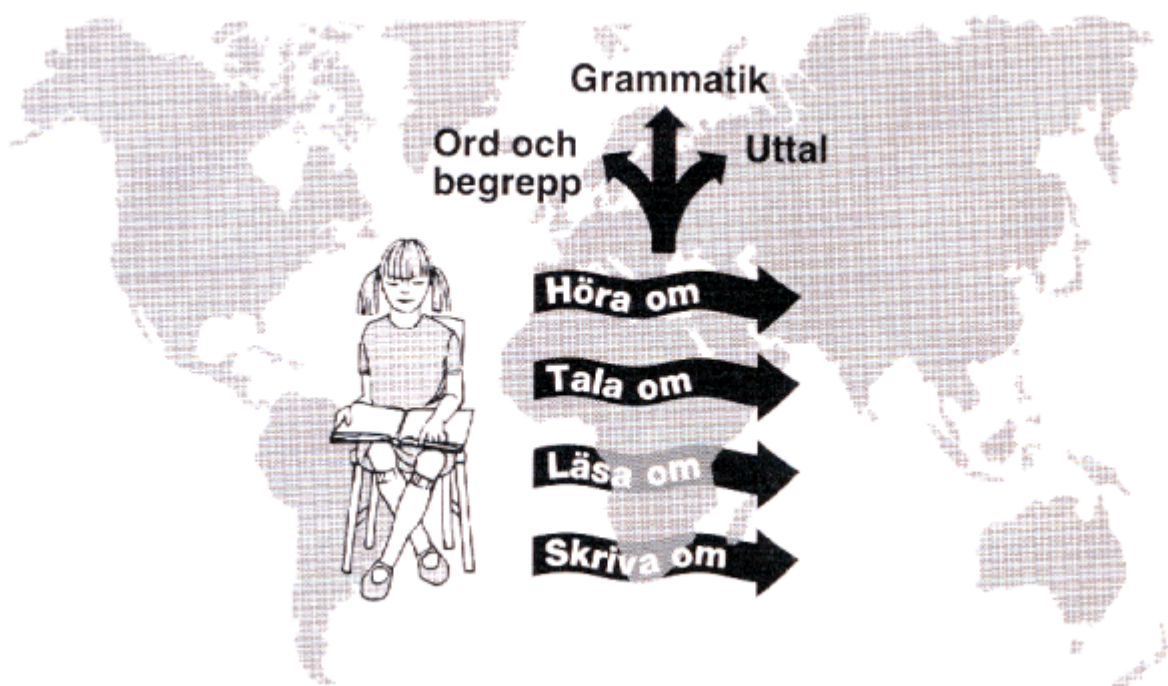 Grammatik
Ord och
begrepp
Uttal
Höra om
Tala om
Läsa om
Skriva om